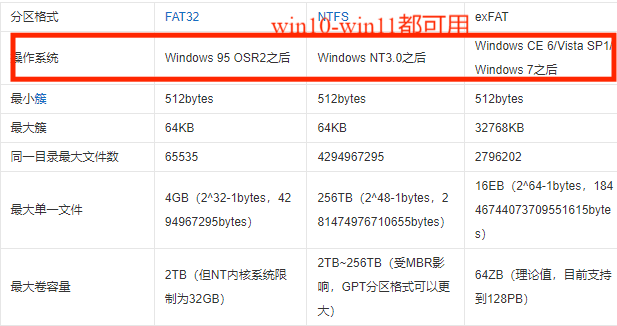 win10-win11都可用
分区格式 FAT32 NTFS exFAT
操作系统 Windows 95 OSR2之后 Windows NT3.0之后 Windows CE 6/Vista SP1/
Windows 7之后
最小簇 512bytes 512bytes 512bytes
最大簇 64KB 64KB 32768KB
同一目录最大文件数 65535 4294967295 2796202
最大单一文件 4GB（2^32-1bytes，42
94967295bytes） 256TB（2^48-1bytes，2
81474976710655bytes） 16EB（2^64-1bytes，184
46744073709551615byte
s）
最大卷容量 2TB（但NT内核系统限
制为32GB） 2TB~256TB（受MBR影
响，GPT分区格式可以更
大） 64ZB（理论值，目前支持
到128PB）